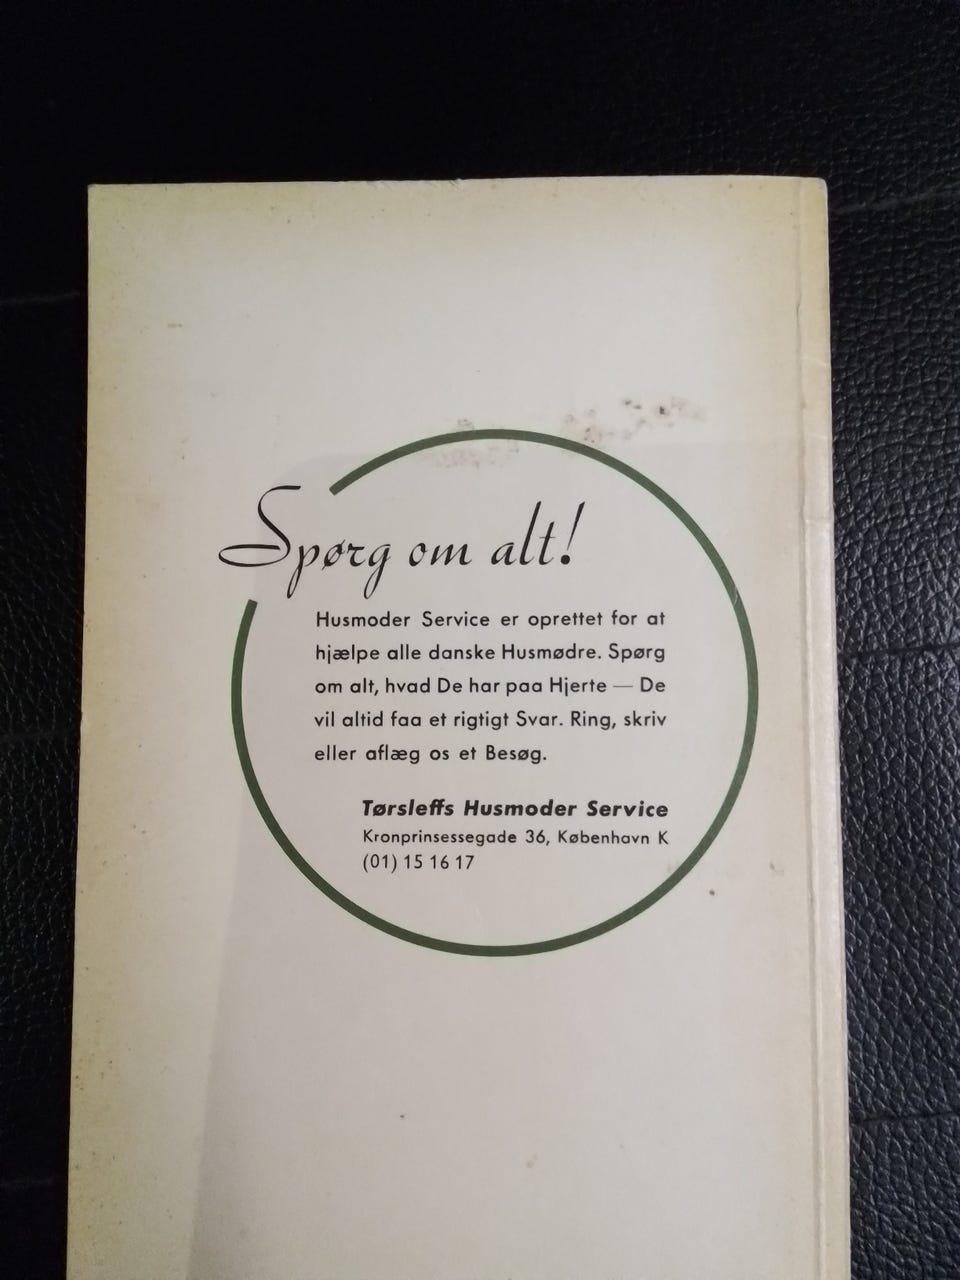 Spørg om alt!
Husmoder Service er oprettet for at
hjælpe alle danske Husmødre. Spørg
om alt, hvad De har paa Hjerte — De
vil altid faa et rigtigt Svar. Ring, skriv
eller aflæg os et Besøg.
Tørsleffs Husmoder Service
Kronprinsessegade 36, København K
(01) 15 16 17